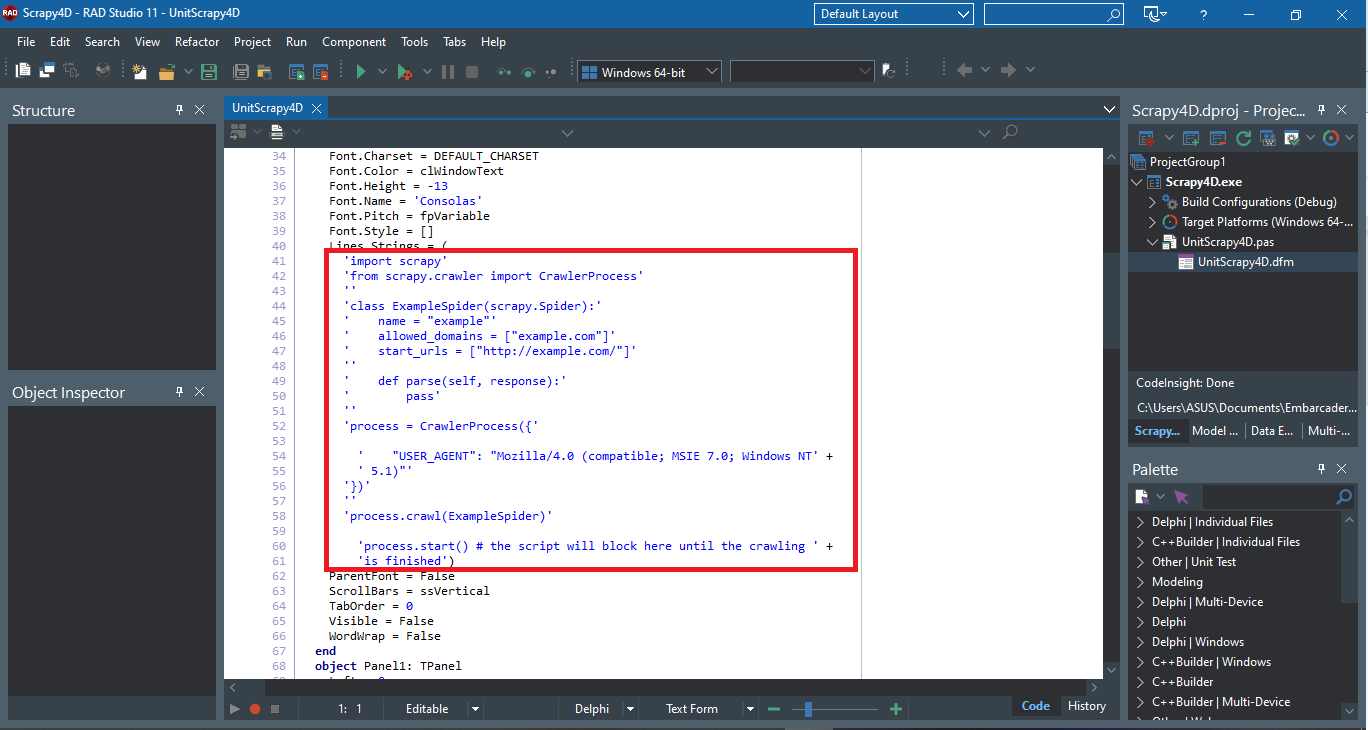 Scrapy4D - RAD Studio 11 - UnitScrapy4D
Default Layout
?
File Edit Search View Refactor Project Run Component Tools Tabs Help
Windows 64-bit
Structure
Object Inspector
UnitScrapy4D
34 Font.Charset = DEFAULT_CHARSET
35 Font.Color = clWindowText
36 Font.Height = -13
37 Font.Name = 'Consolas'
38 Font.Pitch = fpVariable
39 Font.Style = []
40 Lines.Strings = (
41 'import scrapy'
42 'from scrapy.crawler import CrawlerProcess'
43 ''
44 'class ExampleSpider(scrapy.Spider):'
45 '    name = "example"'
46 '    allowed_domains = ["example.com"]'
47 '    start_urls = ["http://example.com/"]'
48 ''
49 '    def parse(self, response):'
50 '        pass'
51 ''
52 'process = CrawlerProcess({'
53
54 '    "USER_AGENT": "Mozilla/4.0 (compatible; MSIE 7.0; Windows NT' +
55 ' 5.1)"'
56 '})'
57 ''
58 'process.crawl(ExampleSpider)'
59
60 'process.start() # the script will block here until the crawling ' +
61 'is finished')
62 ParentFont = False
63 ScrollBars = ssVertical
64 TabOrder = 0
65 Visible = False
66 WordWrap = False
67 end
68 object Panel1: TPanel
1: 1
Editable
Delphi
Text Form
Code
History
Scrapy4D.dproj - Projec...
ProjectGroup1
Scrapy4D.exe
Build Configurations (Debug)
Target Platforms (Windows 64-...
UnitScrapy4D.pas
UnitScrapy4D.dfm
CodeInsight: Done
C:\Users\ASUS\Documents\Embarcader...
Scrapy... Model ... Data E... Multi-...
Palette
Delphi | Individual Files
C++Builder | Individual Files
Other | Unit Test
Modeling
Delphi | Multi-Device
Delphi
Delphi | Windows
C++Builder | Windows
C++Builder
C++Builder | Multi-Device